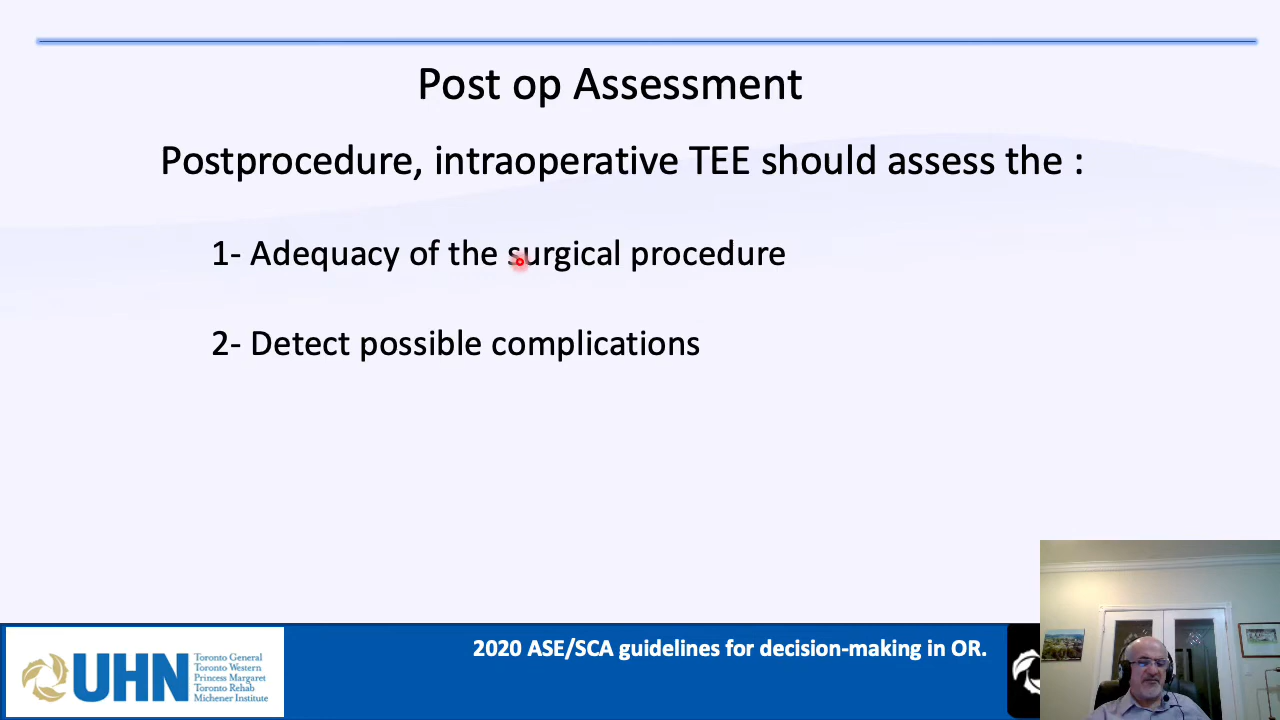 Post op Assessment
Postprocedure, intraoperative TEE should assess the :
1- Adequacy of the surgical procedure
2- Detect possible complications
2020 ASE/SCA guidelines for decision-making in OR.
UHN
Toronto General
Toronto Western
Princess Margaret
Toronto Rehab
Michener Institute